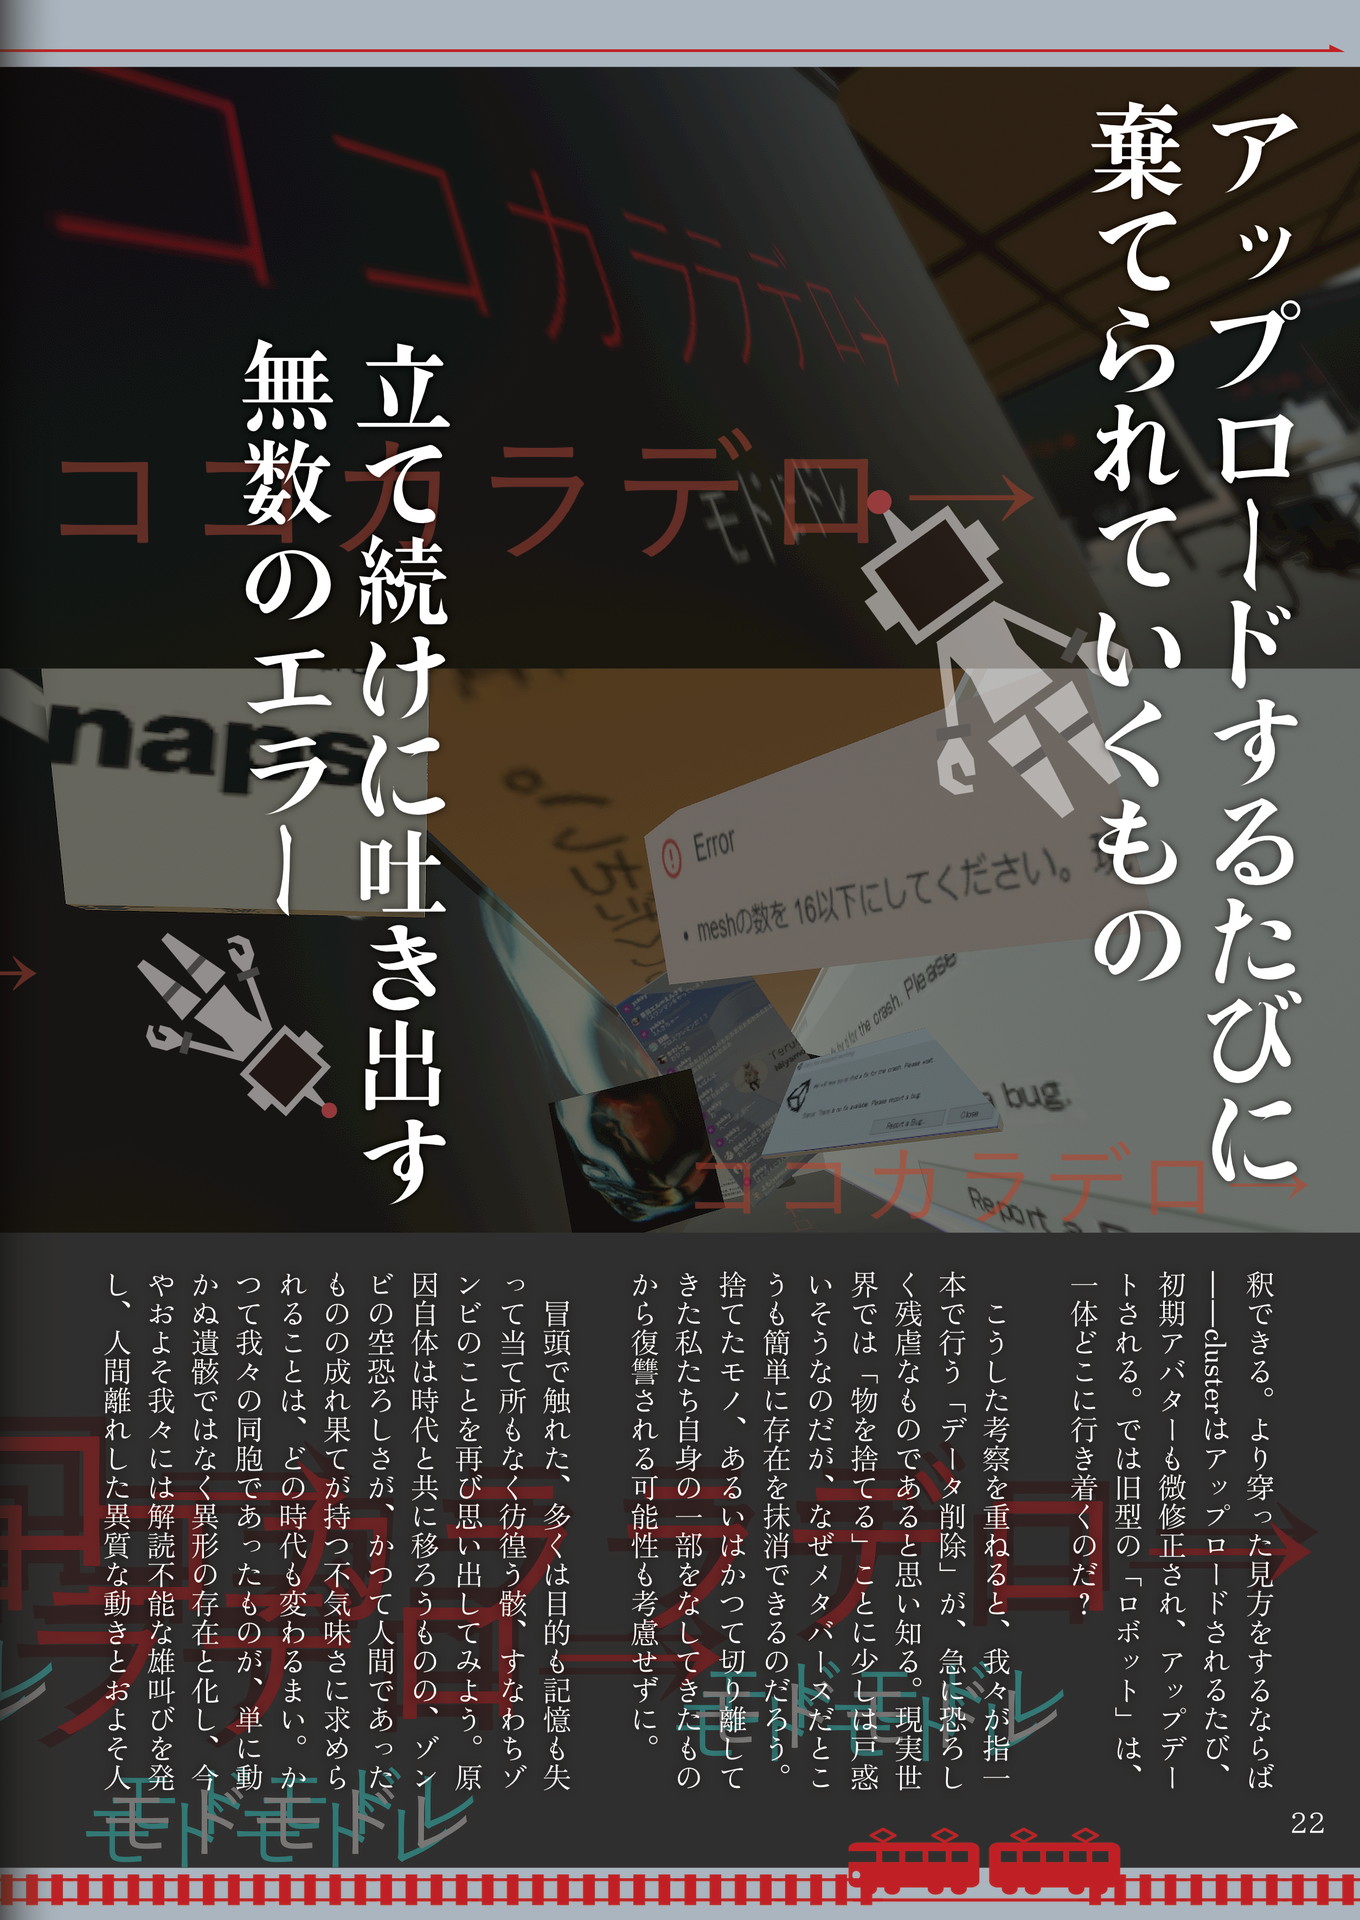 アップロードするたびに
棄てられていくもの
立て続けに吐き出す
無数のエラー
ココカラデロ→
ココカラデロ→
モドレ
naps
Error
• meshの数を 16以下にしてください。
for the crash. Please
a bug.
Report a Bug
Close
Report a
ココカラデロ→
釈できる。より穿った見方をするならば
――clusterはアップロードされるたび、
初期アバターも微修正され、アップデー
トされる。では旧型の「ロボット」は、
一体どこに行き着くのだ？
こうした考察を重ねると、我々が指一
本で行う「データ削除」が、急に恐ろし
く残虐なものであると思い知る。現実世
界では「物を捨てる」ことに少しは戸惑
いそうなのだが、なぜメタバースだとこ
うも簡単に存在を抹消できるのだろう。
捨てたモノ、あるいはかつて切り離して
きた私たち自身の一部をなしてきたもの
から復讐される可能性も考慮せずに。
冒頭で触れた、多くは目的も記憶も失
って当て所もなく彷徨う骸、すなわちゾ
ンビのことを再び思い出してみよう。原
因自体は時代と共に移ろうものの、ゾン
ビの空恐ろしさが、かつて人間であった
ものの成れ果てが持つ不気味さに求めら
れることは、どの時代も変わるまい。か
つて我々の同胞であったものが、単に動
かぬ遺骸ではなく異形の存在と化し、今
やおよそ我々には解読不能な雄叫びを発
し、人間離れした異質な動きとおよそ人
カラデロ→
ラデロ→
モドモドレ
モドモドレ
22